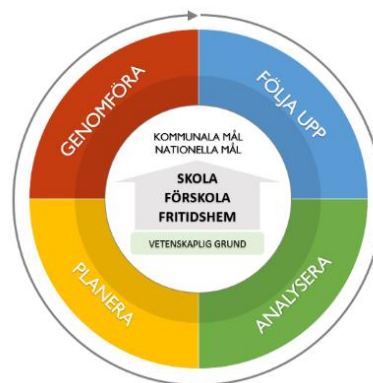 GENOMFÖRA
FÖLJA UPP
KOMMUNALA MÅL
NATIONELLA MÅL
SKOLA
FÖRSKOLA
FRITIDSHEM
VETENSKAPLIG GRUND
PLANERA
ANALYSERA